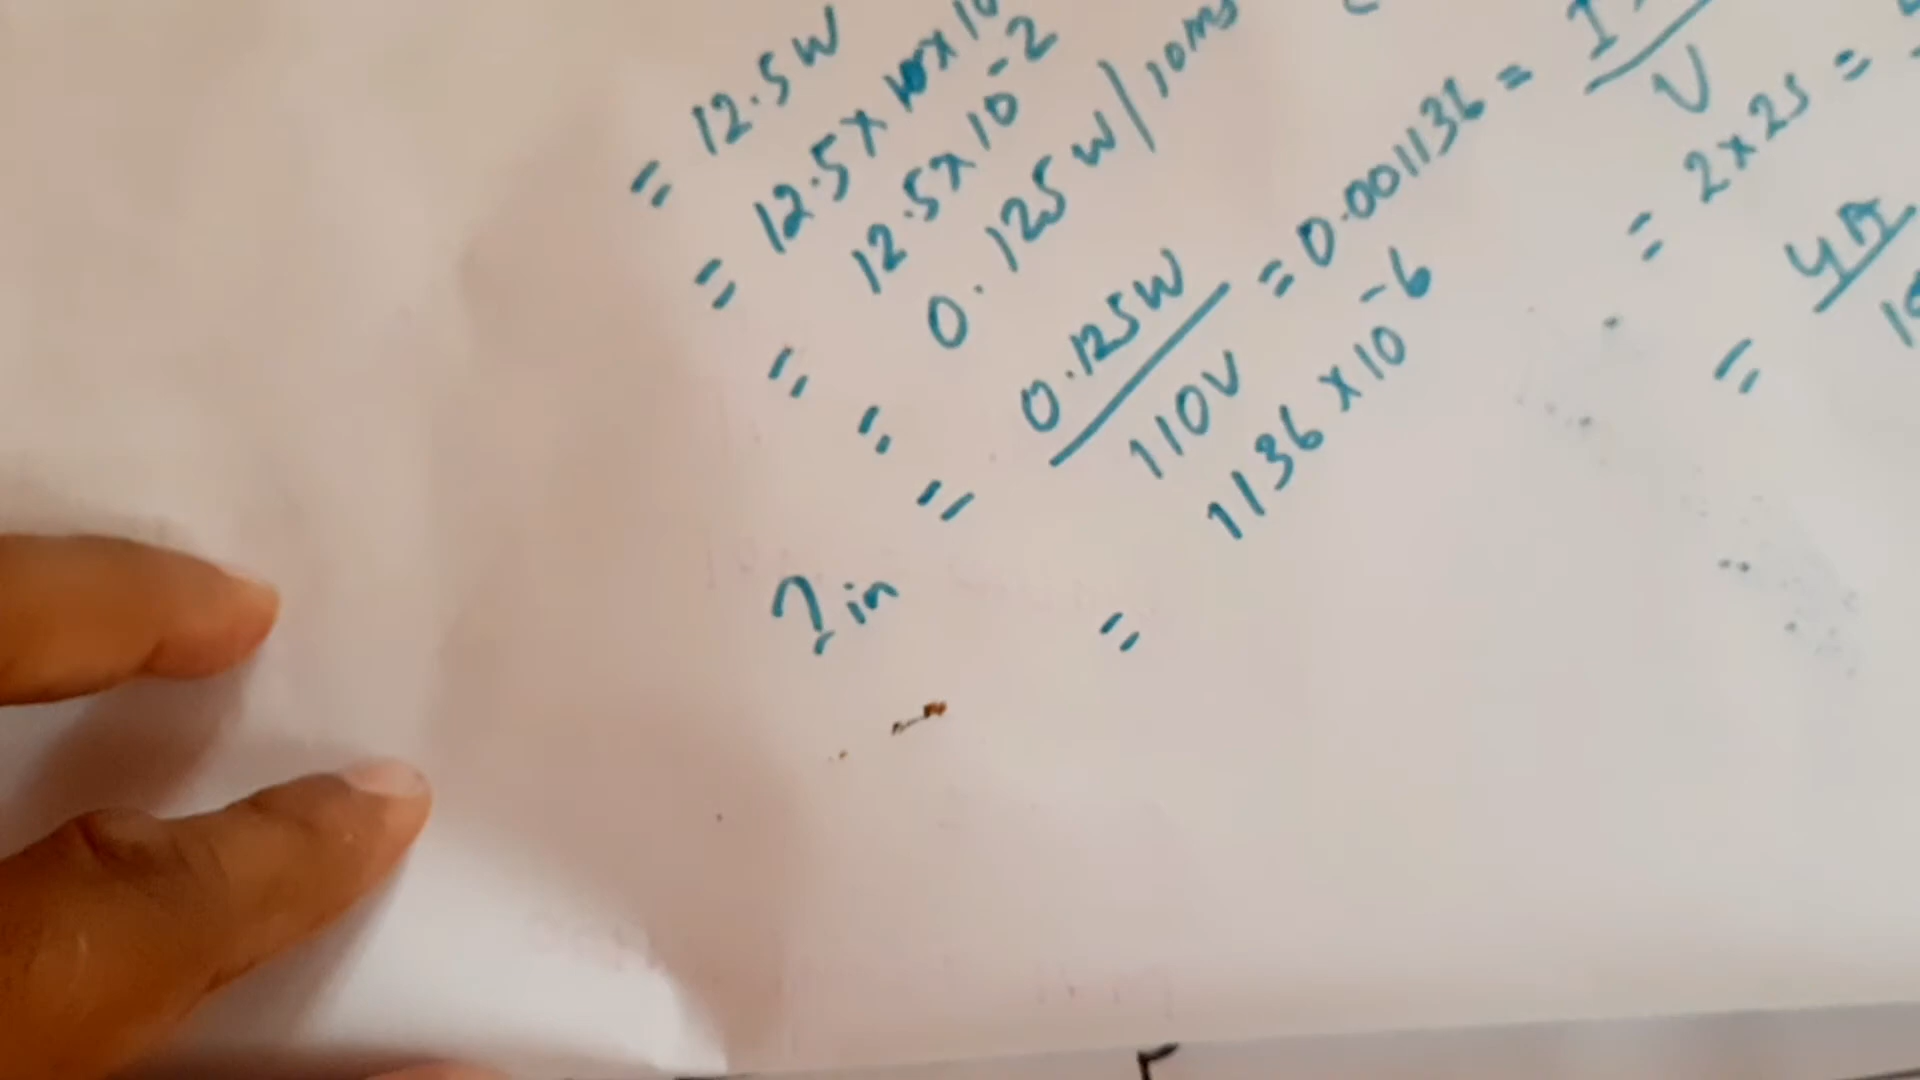 = 12.5W
= 12.5 x 10 x 10
= 12.5 x 10 -2
= 0.125 W/10ms
I in = 0.125W / 110V = 0.001136 =
= 1136 x 10 -6
V
= 2 x 25 =
=